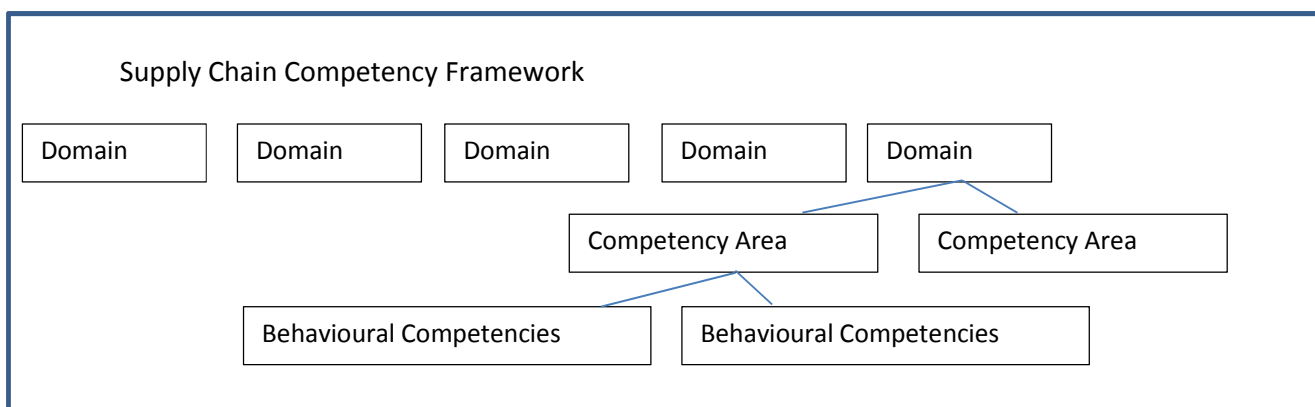 Supply Chain Competency Framework
Domain Domain Domain Domain Domain
Competency Area Competency Area
Behavioural Competencies Behavioural Competencies